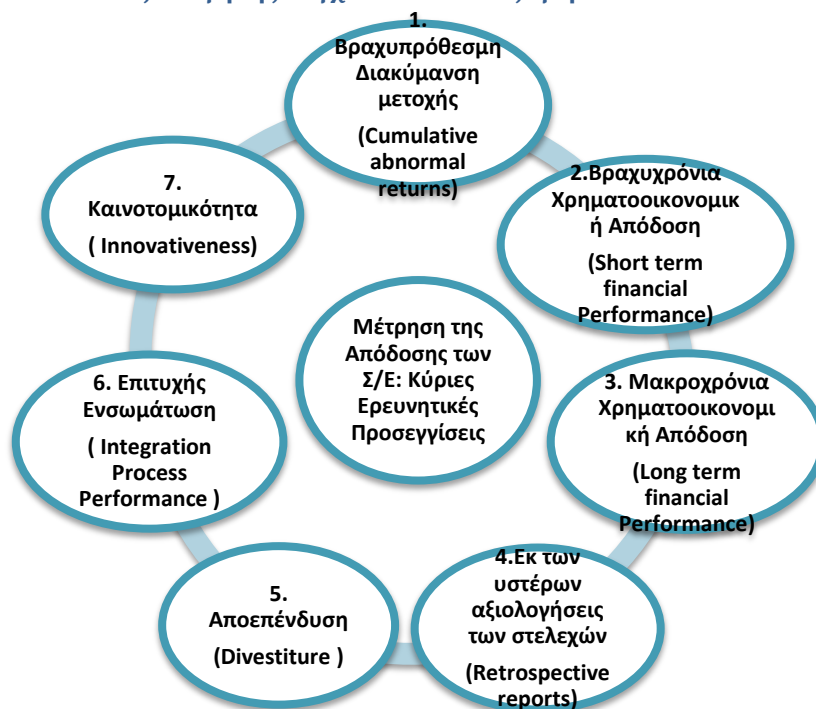 1.
Βραχυπρόθεσμη
Διακύμανση
μετοχής
(Cumulative
abnormal
returns)
2.Βραχυχρόνια
Χρηματοοικονομικ
ή Απόδοση
(Short term
financial
Performance)
3. Μακροχρόνια
Χρηματοοικονομι
κή Απόδοση
(Long term
financial
Performance)
4.Εκ των
υστέρων
αξιολογήσεις
των στελεχών
(Retrospective
reports)
5.
Αποεπένδυση
(Divestiture )
6. Επιτυχής
Ενσωμάτωση
( Integration
Process
Performance )
7.
Καινοτομικότητα
( Innovativeness)
Μέτρηση της
Απόδοσης των
Σ/Ε: Κύριες
Ερευνητικές
Προσεγγίσεις